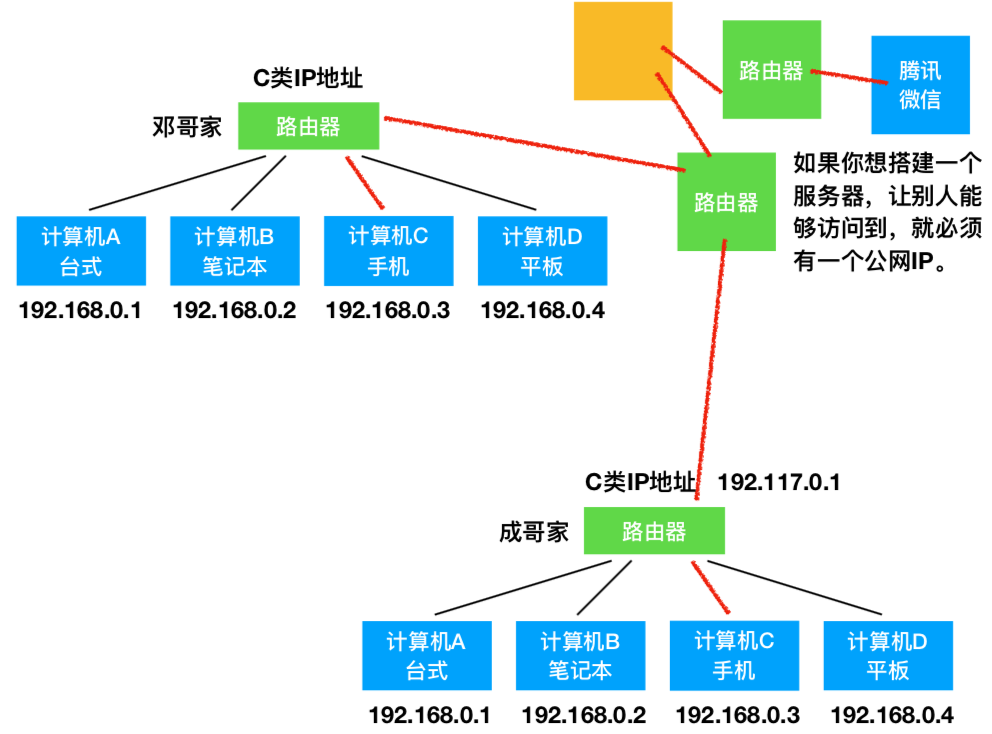 C类IP地址
邓哥家
路由器
计算机A
台式
计算机B
笔记本
计算机C
手机
计算机D
平板
192.168.0.1
192.168.0.2
192.168.0.3
192.168.0.4
路由器
腾讯
微信
路由器
如果你想搭建一个
服务器，让别人能
够访问到，就必须
有一个公网IP。
C类IP地址
192.117.0.1
成哥家
路由器
计算机A
台式
计算机B
笔记本
计算机C
手机
计算机D
平板
192.168.0.1
192.168.0.2
192.168.0.3
192.168.0.4